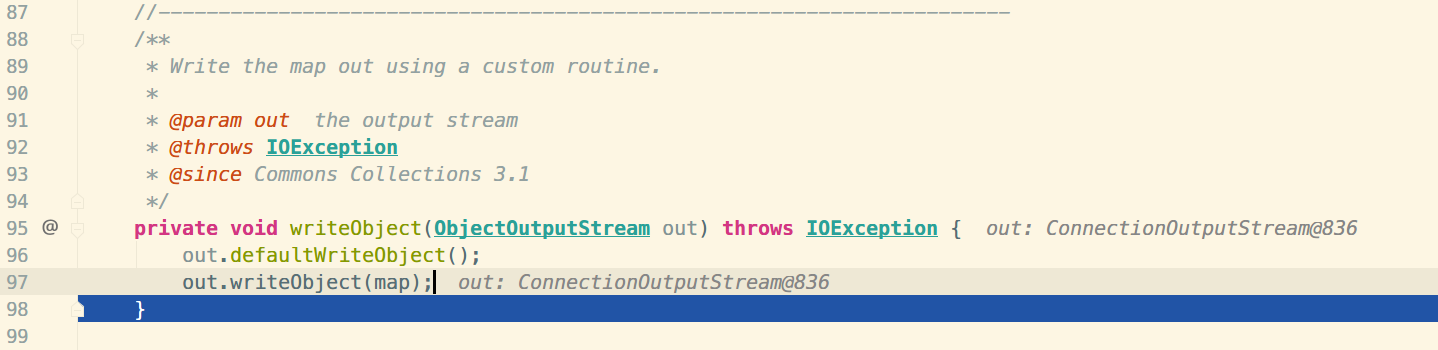 87 //-----------------------------------------------------------------------
88 /**
89 * Write the map out using a custom routine.
90 *
91 * @param out  the output stream
92 * @throws IOException
93 * @since Commons Collections 3.1
94 */
95 @ private void writeObject(ObjectOutputStream out) throws IOException {  out: ConnectionOutputStream@836
96 out.defaultWriteObject();
97 out.writeObject(map);  out: ConnectionOutputStream@836
98 }
99